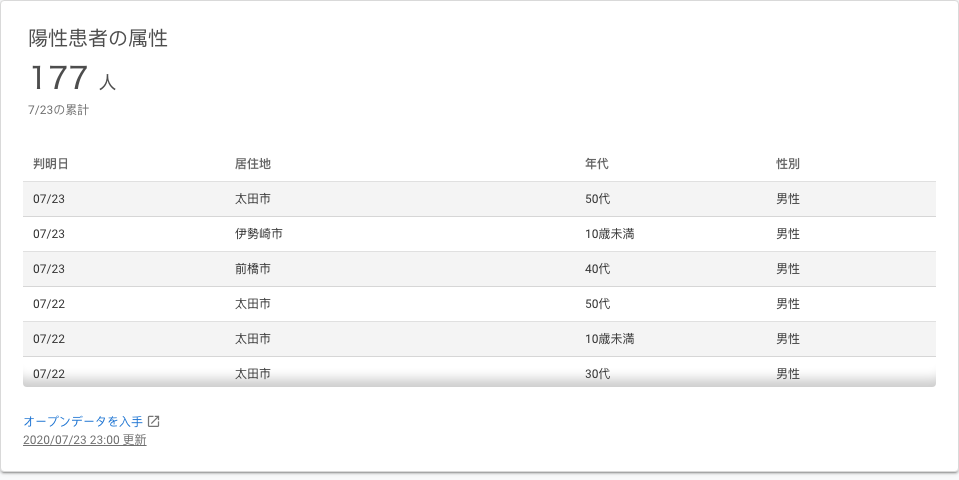 陽性患者の属性
177 人
7/23の累計
判明日 居住地 年代 性別
07/23 太田市 50代 男性
07/23 伊勢崎市 10歳未満 男性
07/23 前橋市 40代 男性
07/22 太田市 50代 男性
07/22 太田市 10歳未満 男性
07/22 太田市 30代 男性
オープンデータを入手
2020/07/23 23:00 更新